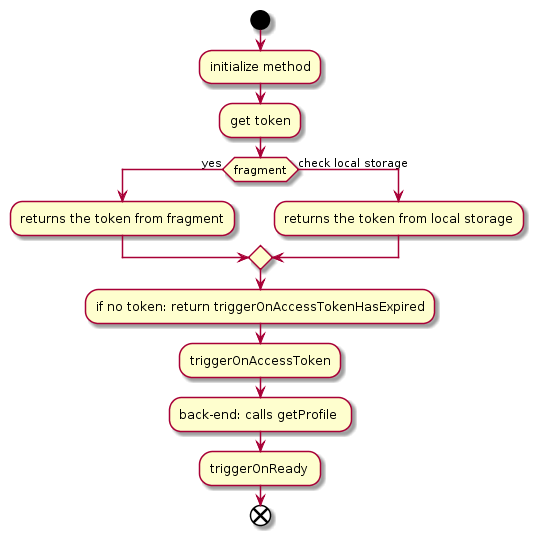 initialize method
get token
yes
fragment
check local storage
returns the token from fragment
returns the token from local storage
if no token: return triggerOnAccessTokenHasExpired
triggerOnAccessToken
back-end: calls getProfile
triggerOnReady